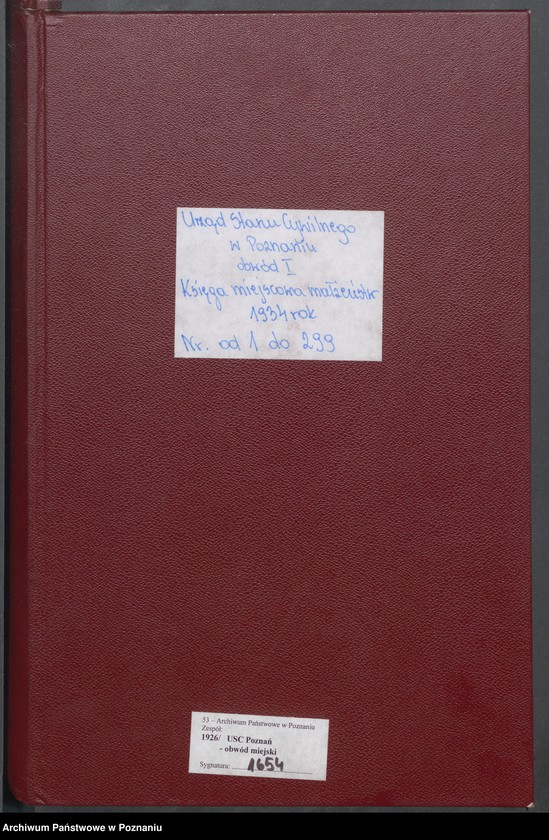 Urząd Stanu Cywilnego
w Poznaniu
obwód I
Księga miejscowa małżeństw
1934 rok
Nr. od 1 do 299
53 – Archiwum Państwowe w Poznaniu
Zespół:
1926/ USC Poznań
- obwód miejski
Sygnatura: 1654
Archiwum Państwowe w Poznaniu